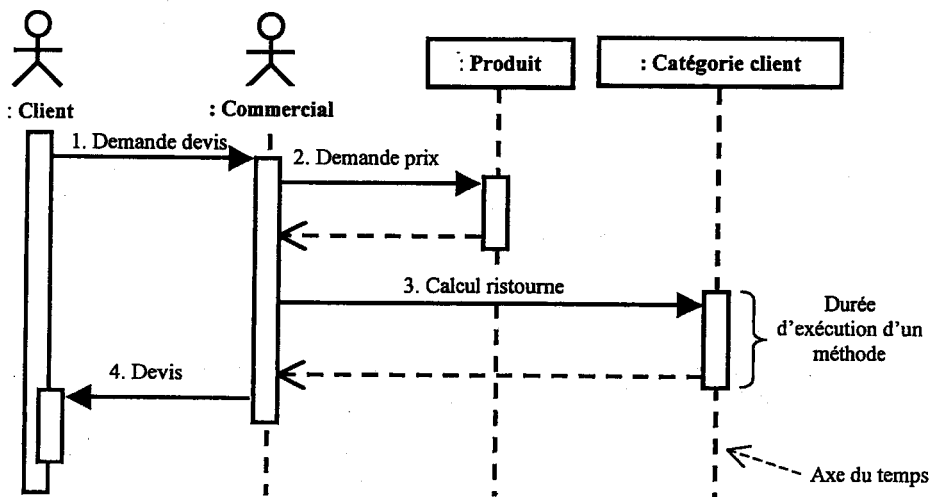 : Client
: Commercial
: Produit
: Catégorie client
1. Demande devis
2. Demande prix
3. Calcul ristourne
Durée
d'exécution d'un
méthode
4. Devis
Axe du temps